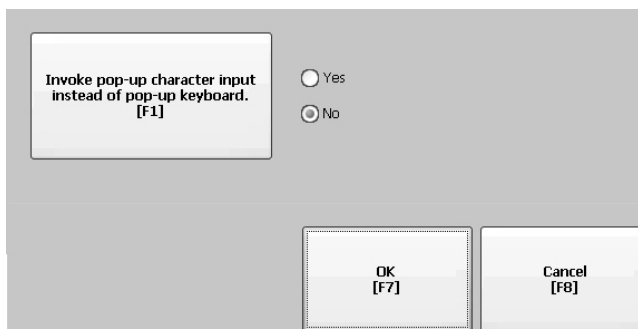 Invoke pop-up character input
instead of pop-up keyboard.
[F1]
Yes
No
OK
[F7]
Cancel
[F8]